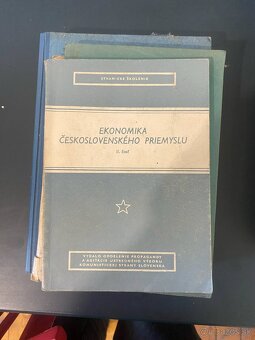 STRANÍCKE ŠKOLENIE
EKONOMIKA
ČESKOSLOVENSKÉHO PRIEMYSLU
II. časť
VYDALO ODDELENIE PROPAGANDY
A AGITÁCIE ÚSTREDNÉHO VÝBORU
KOMUNISTICKEJ STRANY SLOVENSKA